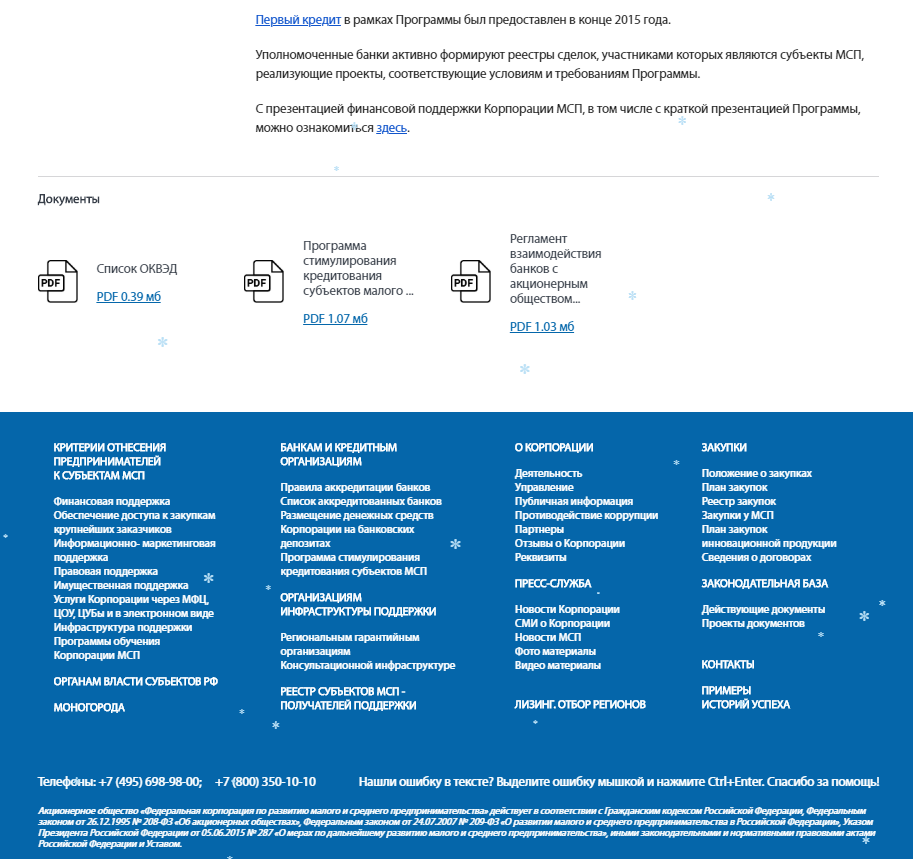 Первый кредит в рамках Программы был предоставлен в конце 2015 года.
Уполномоченные банки активно формируют реестры сделок, участниками которых являются субъекты МСП,
реализующие проекты, соответствующие условиям и требованиям Программы.
С презентацией финансовой поддержки Корпорации МСП, в том числе с краткой презентацией Программы,
можно ознакомиться здесь.
Документы
PDF
Список ОКВЭД
PDF 0.39 мб
PDF
Программа
стимулирования
кредитования
субъектов малого ...
PDF 1.07 мб
PDF
Регламент
взаимодействия
банков с
акционерным
обществом...
PDF 1.03 мб
КРИТЕРИИ ОТНЕСЕНИЯ
ПРЕДПРИНИМАТЕЛЕЙ
К СУБЪЕКТАМ МСП
Финансовая поддержка
Обеспечение доступа к закупкам
крупнейших заказчиков
Информационно- маркетинговая
поддержка
Правовая поддержка
Имущественная поддержка
Услуги Корпорации через МФЦ,
ЦОУ, ЦУБы и в электронном виде
Инфраструктура поддержки
Программы обучения
Корпорации МСП
ОРГАНАМ ВЛАСТИ СУБЪЕКТОВ РФ
МОНОГОРОДА
БАНКАМ И КРЕДИТНЫМ
ОРГАНИЗАЦИЯМ
Правила аккредитации банков
Список аккредитованных банков
Размещение денежных средств
Корпорации на банковских
депозитах
Программа стимулирования
кредитования субъектов МСП
ОРГАНИЗАЦИЯМ
ИНФРАСТРУКТУРЫ ПОДДЕРЖКИ
Региональным гарантийным
организациям
Консультационной инфраструктуре
РЕЕСТР СУБЪЕКТОВ МСП -
ПОЛУЧАТЕЛЕЙ ПОДДЕРЖКИ
О КОРПОРАЦИИ
Деятельность
Управление
Публичная информация
Противодействие коррупции
Партнеры
Отзывы о Корпорации
Реквизиты
ПРЕСС-СЛУЖБА
Новости Корпорации
СМИ о Корпорации
Новости МСП
Фото материалы
Видео материалы
ЛИЗИНГ. ОТБОР РЕГИОНОВ
ЗАКУПКИ
Положение о закупках
План закупок
Реестр закупок
Закупки у МСП
План закупок
инновационной продукции
Сведения о договорах
ЗАКОНОДАТЕЛЬНАЯ БАЗА
Действующие документы
Проекты документов
КОНТАКТЫ
ПРИМЕРЫ
ИСТОРИЙ УСПЕХА
Телефоны: +7 (495) 698-98-00; +7 (800) 350-10-10
Нашли ошибку в тексте? Выделите ошибку мышкой и нажмите Ctrl+Enter. Спасибо за помощь!
Акционерное общество «Федеральная корпорация по развитию малого и среднего предпринимательства» действует в соответствии с Гражданским кодексом Российской Федерации, Федеральным
законом от 26.12.1995 № 208-ФЗ «Об акционерных обществах», Федеральным законом от 24.07.2007 № 209-ФЗ «О развитии малого и среднего предпринимательства в Российской Федерации», Указом
Президента Российской Федерации от 05.06.2015 № 287 «О мерах по дальнейшему развитию малого и среднего предпринимательства», иными законодательными и нормативными правовыми актами
Российской Федерации и Уставом.